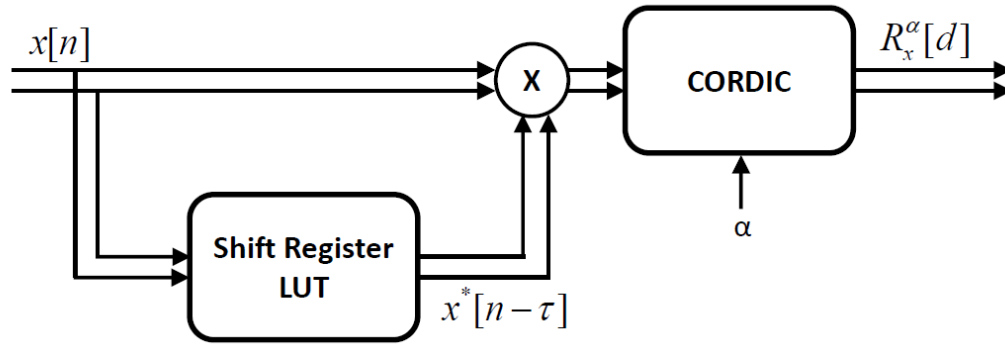 x[n]
R_x^α[d]
X
CORDIC
α
Shift Register
LUT
x*[n − τ]